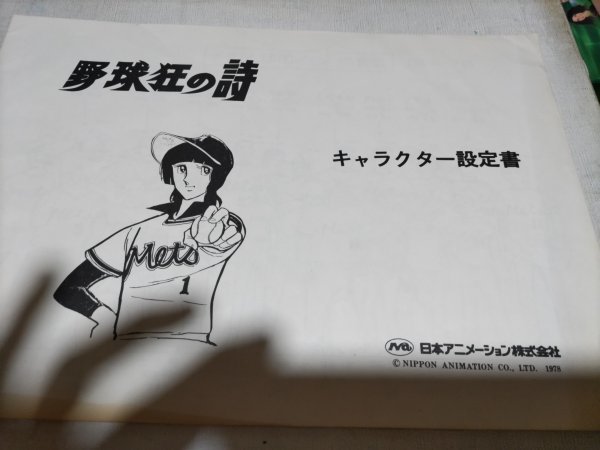 野球狂の詩
キャラクター設定書
Mets
1
na 日本アニメーション株式会社
© NIPPON ANIMATION CO., LTD. 1978